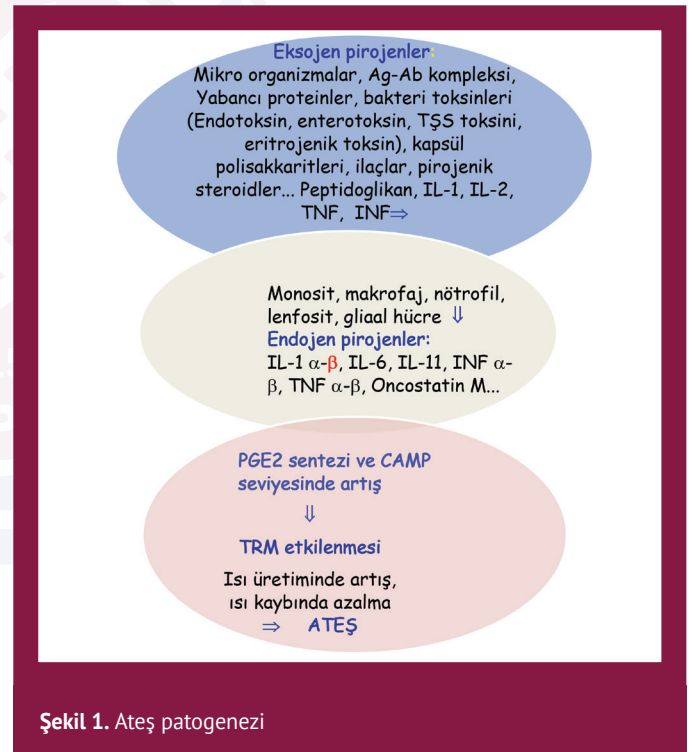 Eksojen pirojenler:
Mikro organizmalar, Ag-Ab kompleksi,
Yabancı proteinler, bakteri toksinleri
(Endotoksin, enterotoksin, TŞS toksini,
eritrojenik toksin), kapsül
polisakkaritleri, ilaçlar, pirojenik
steroidler... Peptidoglikan, IL-1, IL-2,
TNF, INF⇒
Monosit, makrofaj, nötrofil,
lenfosit, gliaal hücre ⇓
Endojen pirojenler:
IL-1 α-β, IL-6, IL-11, INF α-
β, TNF α-β, Oncostatin M...
PGE2 sentezi ve CAMP
seviyesinde artış
⇓
TRM etkilenmesi
Isı üretiminde artış,
ısı kaybında azalma
⇒ ATEŞ
Şekil 1. Ateş patogenezi